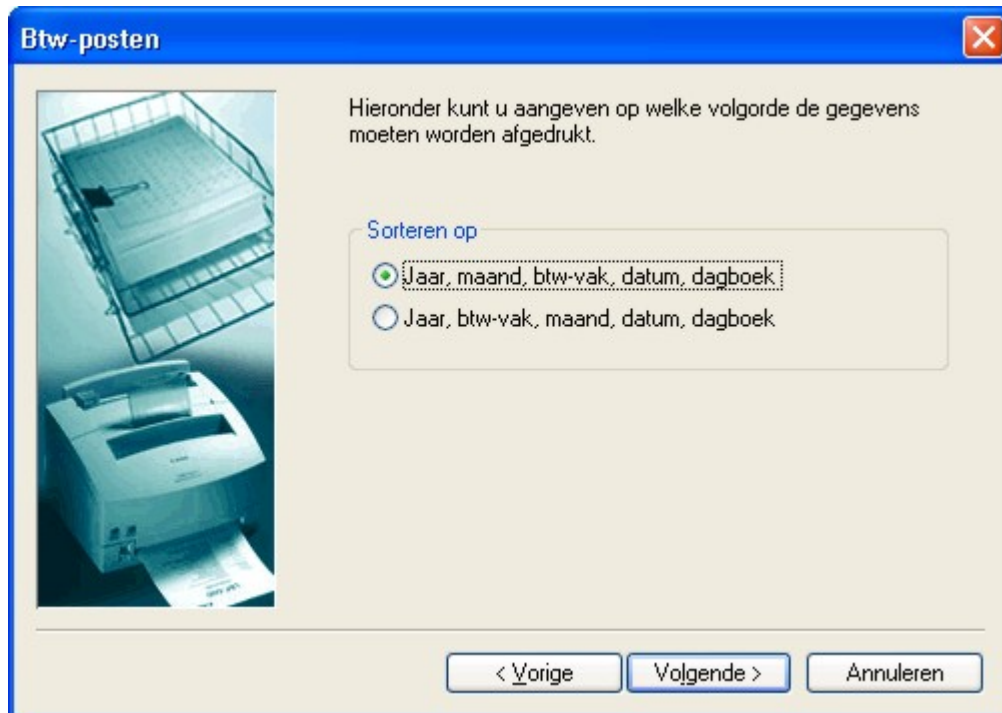 Btw-posten
Hieronder kunt u aangeven op welke volgorde de gegevens
moeten worden afgedrukt.
Sorteren op
Jaar, maand, btw-vak, datum, dagboek
Jaar, btw-vak, maand, datum, dagboek
< Vorige
Volgende >
Annuleren